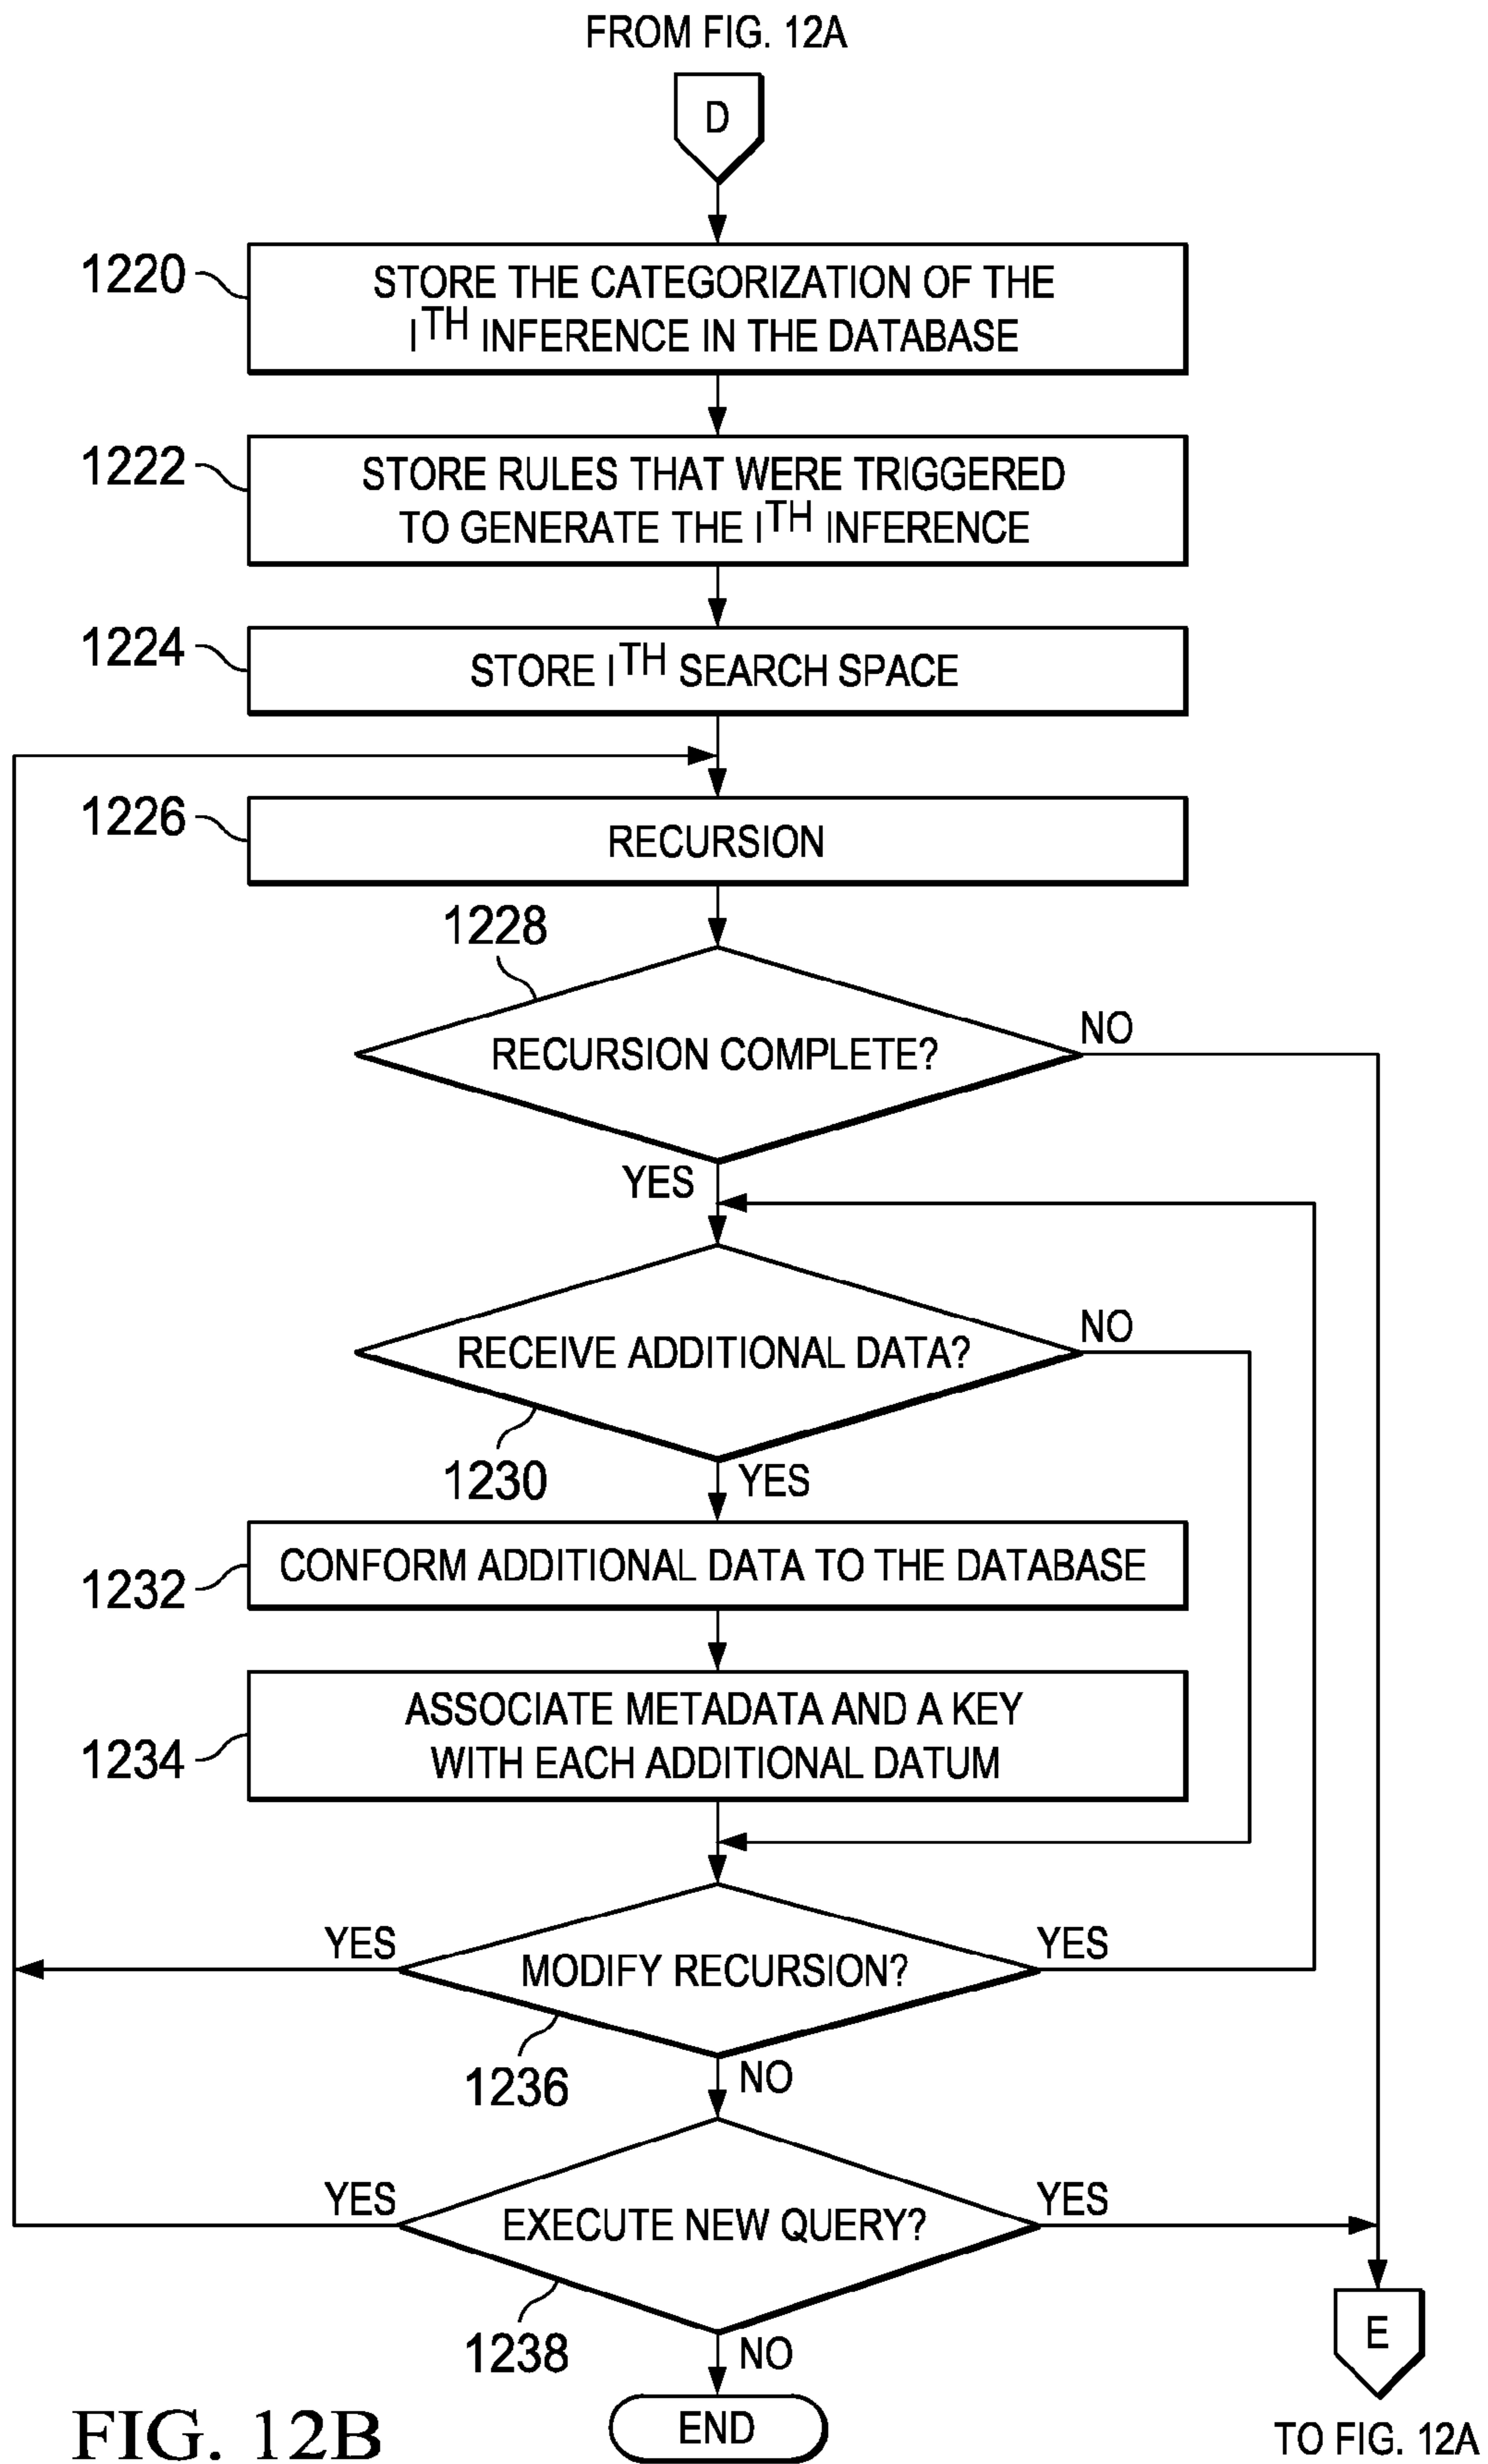 FROM FIG. 12A
D
1220
STORE THE CATEGORIZATION OF THE
ITH INFERENCE IN THE DATABASE
1222
STORE RULES THAT WERE TRIGGERED
TO GENERATE THE ITH INFERENCE
1224
STORE ITH SEARCH SPACE
1226
RECURSION
1228
RECURSION COMPLETE?
NO
YES
RECEIVE ADDITIONAL DATA?
NO
1230
YES
1232
CONFORM ADDITIONAL DATA TO THE DATABASE
1234
ASSOCIATE METADATA AND A KEY
WITH EACH ADDITIONAL DATUM
YES
MODIFY RECURSION?
YES
1236
NO
YES
EXECUTE NEW QUERY?
YES
1238
NO
E
END
TO FIG. 12A
FIG. 12B